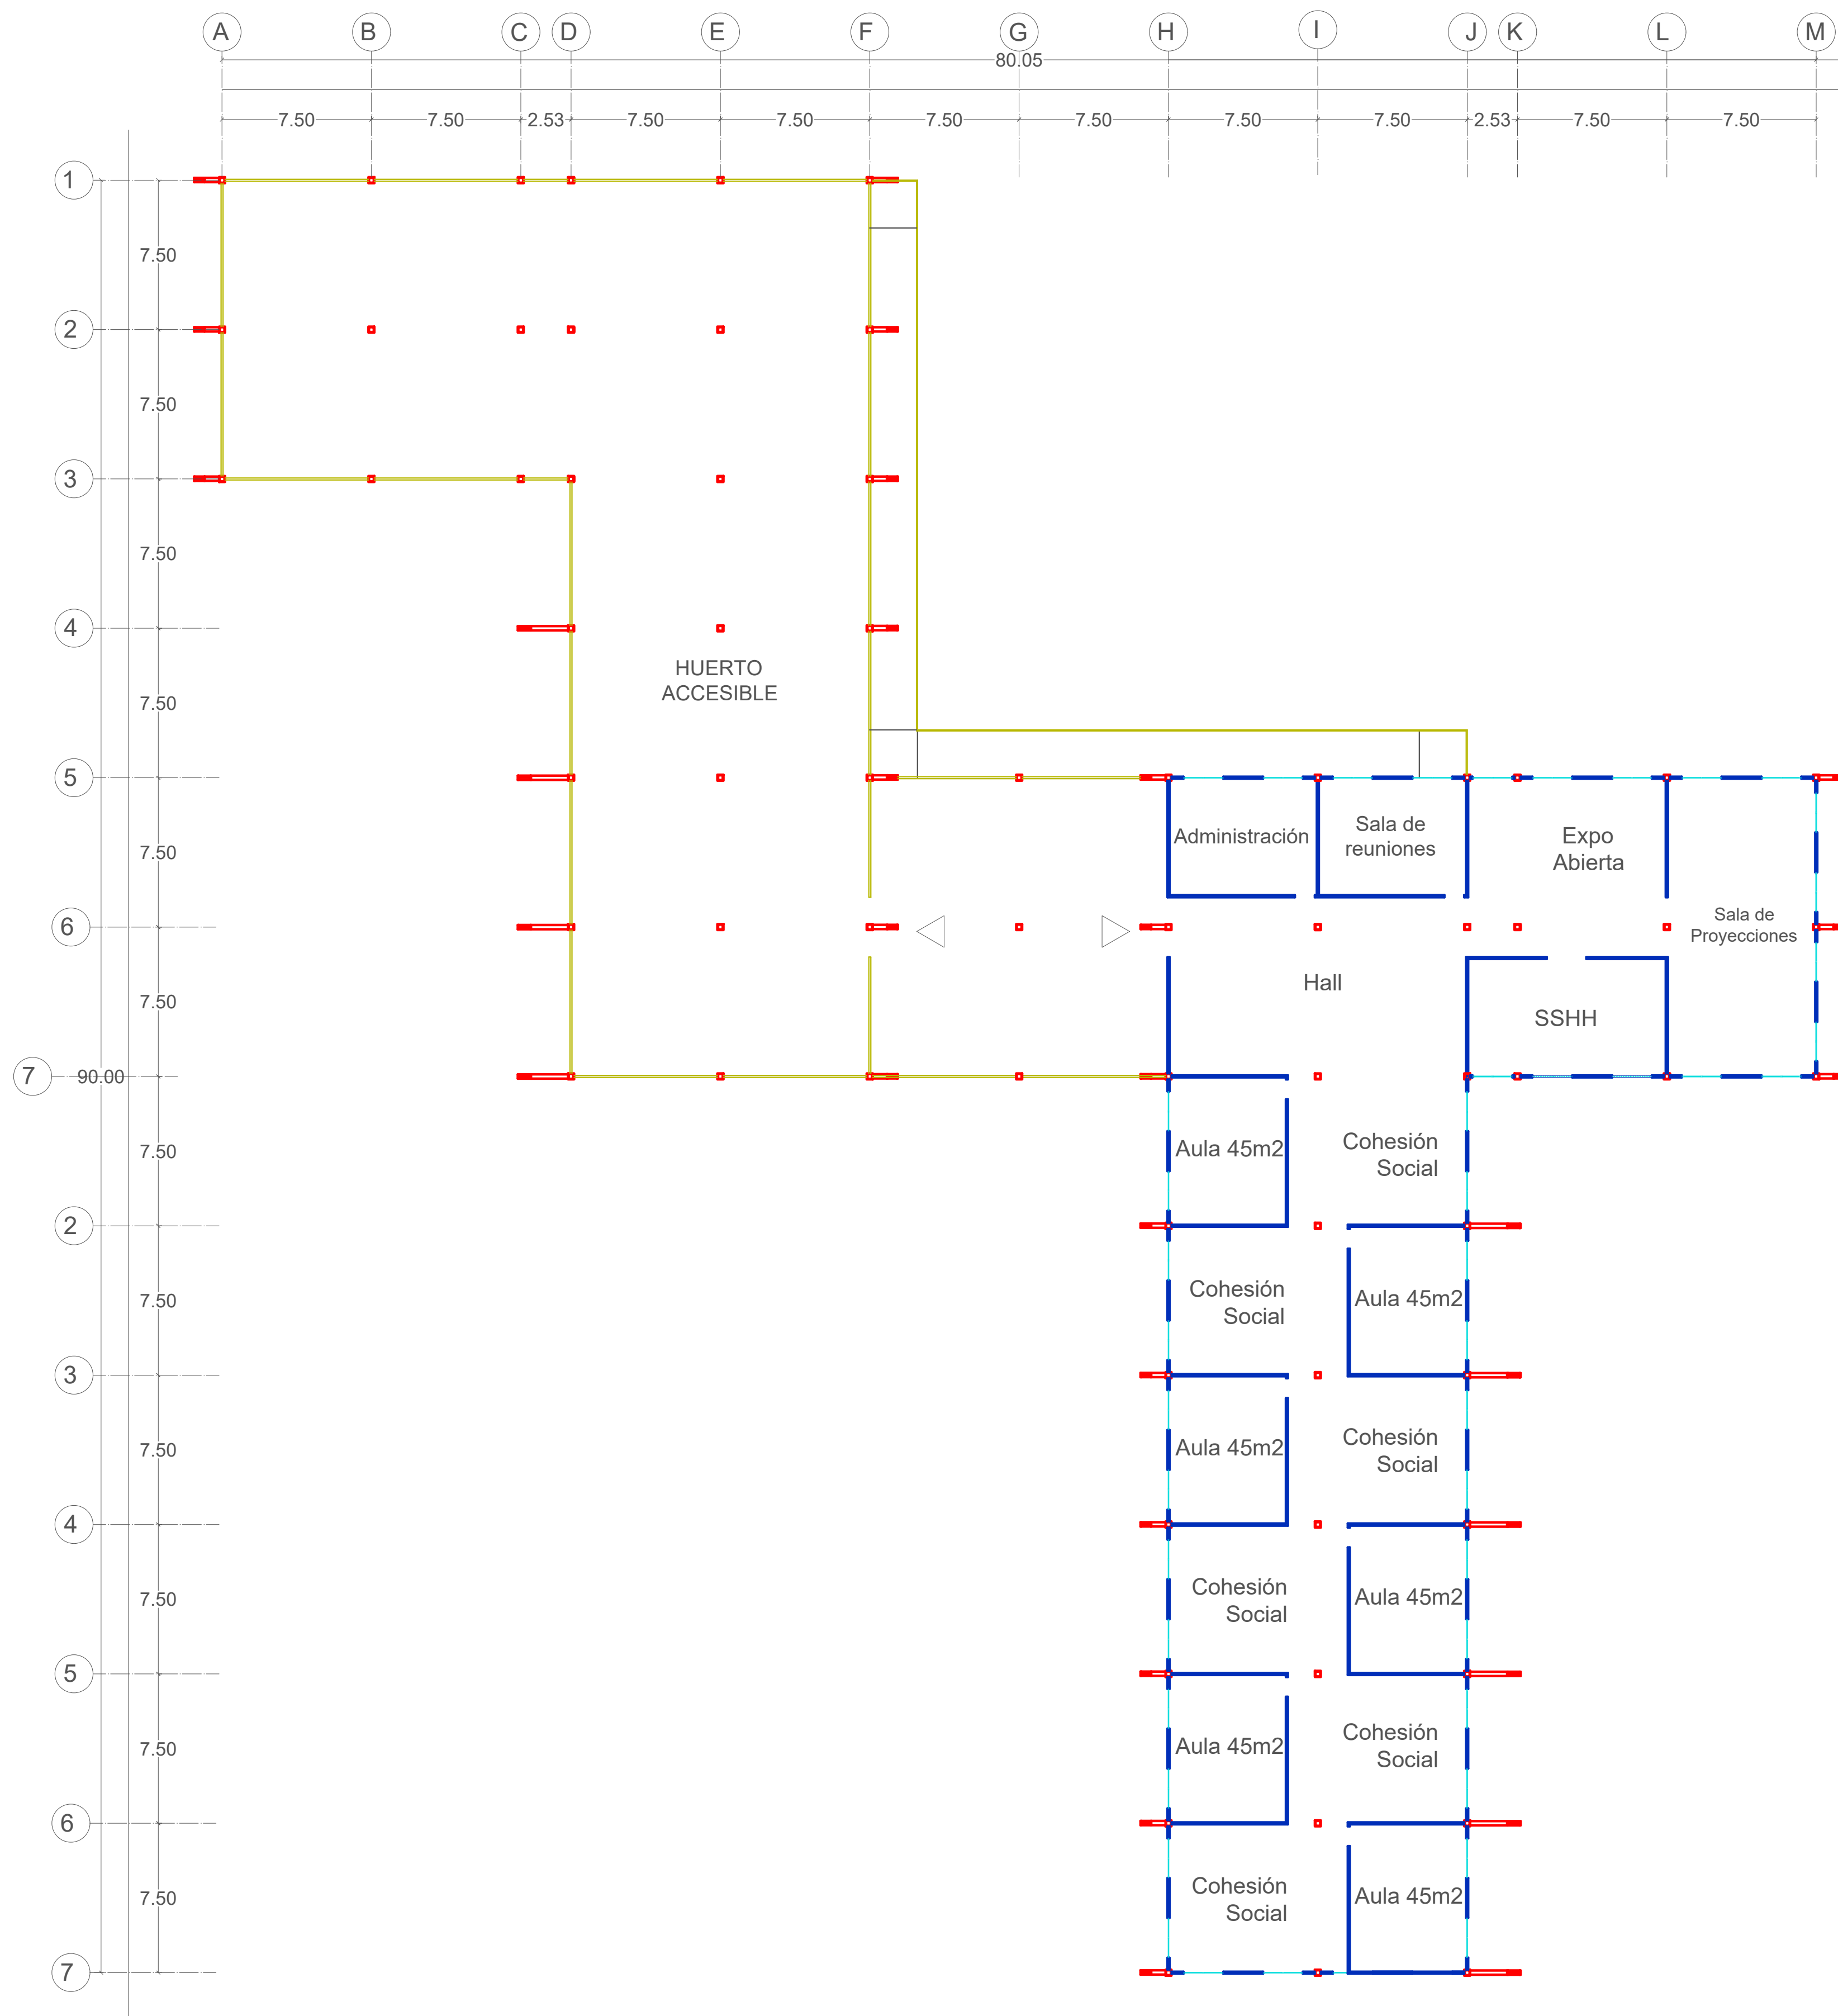 A B C D E F G H I J K L M
80.05
7.50 7.50 2.53 7.50 7.50 7.50 7.50 7.50 7.50 2.53 7.50 7.50
1
7.50
2
7.50
3
7.50
4
HUERTO
ACCESIBLE
7.50
5
Administración
Sala de
reuniones
Expo
Abierta
7.50
6
Sala de
Proyecciones
Hall
7.50
SSHH
7
90.00
7.50
Aula 45m2
Cohesión
Social
2
7.50
Cohesión
Social
Aula 45m2
3
7.50
Aula 45m2
Cohesión
Social
4
7.50
Cohesión
Social
Aula 45m2
5
7.50
Aula 45m2
Cohesión
Social
6
7.50
Cohesión
Social
Aula 45m2
7